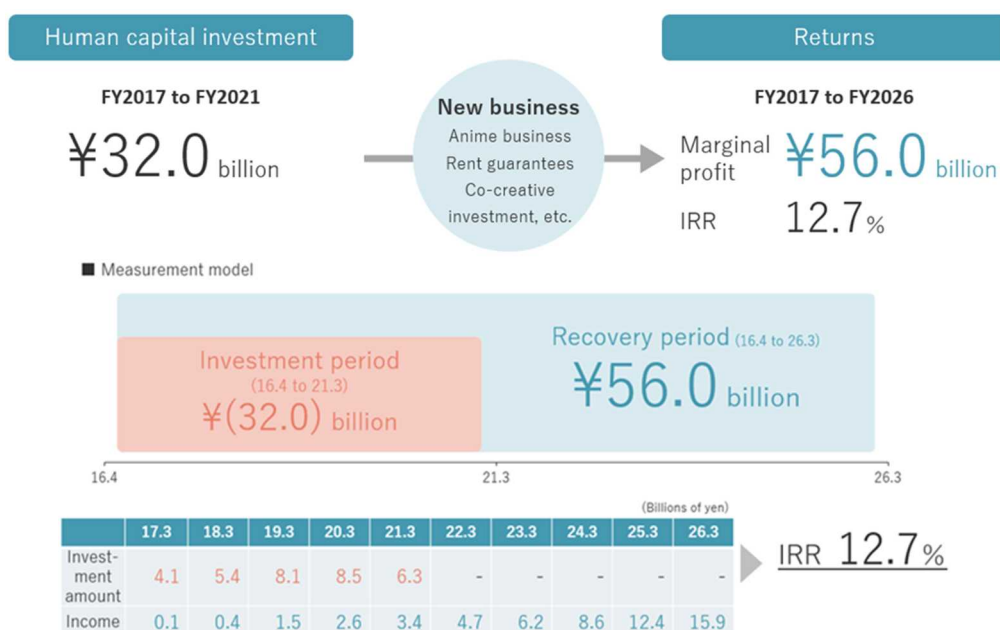 Human capital investment
Returns
FY2017 to FY2021
¥32.0 billion
New business
Anime business
Rent guarantees
Co-creative
investment, etc.
FY2017 to FY2026
Marginal
profit
¥56.0 billion
IRR 12.7%
■ Measurement model
Investment period
(16.4 to 21.3)
¥(32.0) billion
Recovery period (16.4 to 26.3)
¥56.0 billion
16.4 21.3 26.3
(Billions of yen)
17.3 18.3 19.3 20.3 21.3 22.3 23.3 24.3 25.3 26.3
Invest-
ment
amount
4.1 5.4 8.1 8.5 6.3 - - - - -
Income 0.1 0.4 1.5 2.6 3.4 4.7 6.2 8.6 12.4 15.9
IRR 12.7%